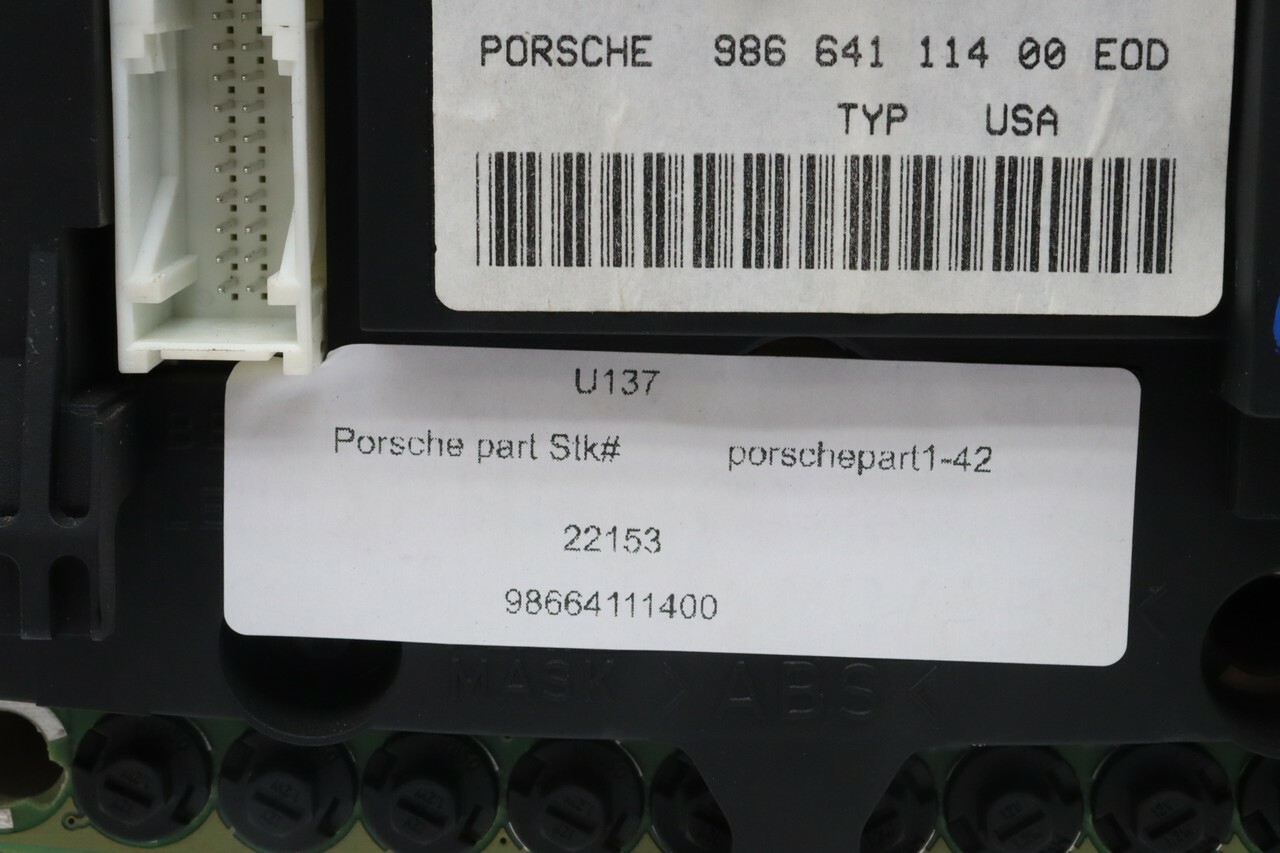 PORSCHE 986 641 114 00 EOD
TYP USA
U137
Porsche part Stk# porschepart1-42
22153
98664111400
MASK >ABS<